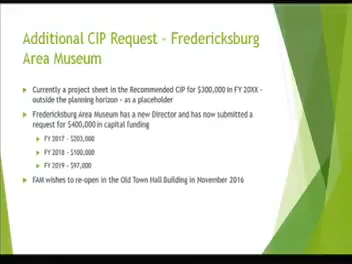 Additional CIP Request – Fredericksburg
Area Museum
Currently a project sheet in the Recommended CIP for $300,000 in FY 20XX –
outside the planning horizon – as a placeholder
Fredericksburg Area Museum has a new Director and has now submitted a
request for $400,000 in capital funding
FY 2017 – $203,000
FY 2018 – $100,000
FY 2019 – $97,000
FAM wishes to re-open in the Old Town Hall Building in November 2016